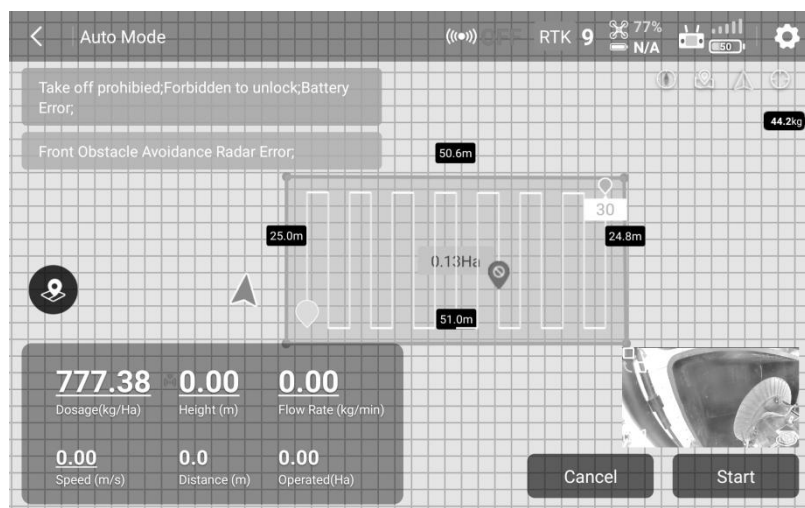 Auto Mode
OFF
RTK 9
77%
N/A
50
Take off prohibied;Forbidden to unlock;Battery
Error;
44.2kg
Front Obstacle Avoidance Radar Error;
50.6m
30
25.0m
24.8m
0.13Ha
51.0m
777.38
0.00
0.00
Dosage(kg/Ha)
Height (m)
Flow Rate (kg/min)
0.00
0.0
0.00
Speed (m/s)
Distance (m)
Operated(Ha)
Cancel
Start